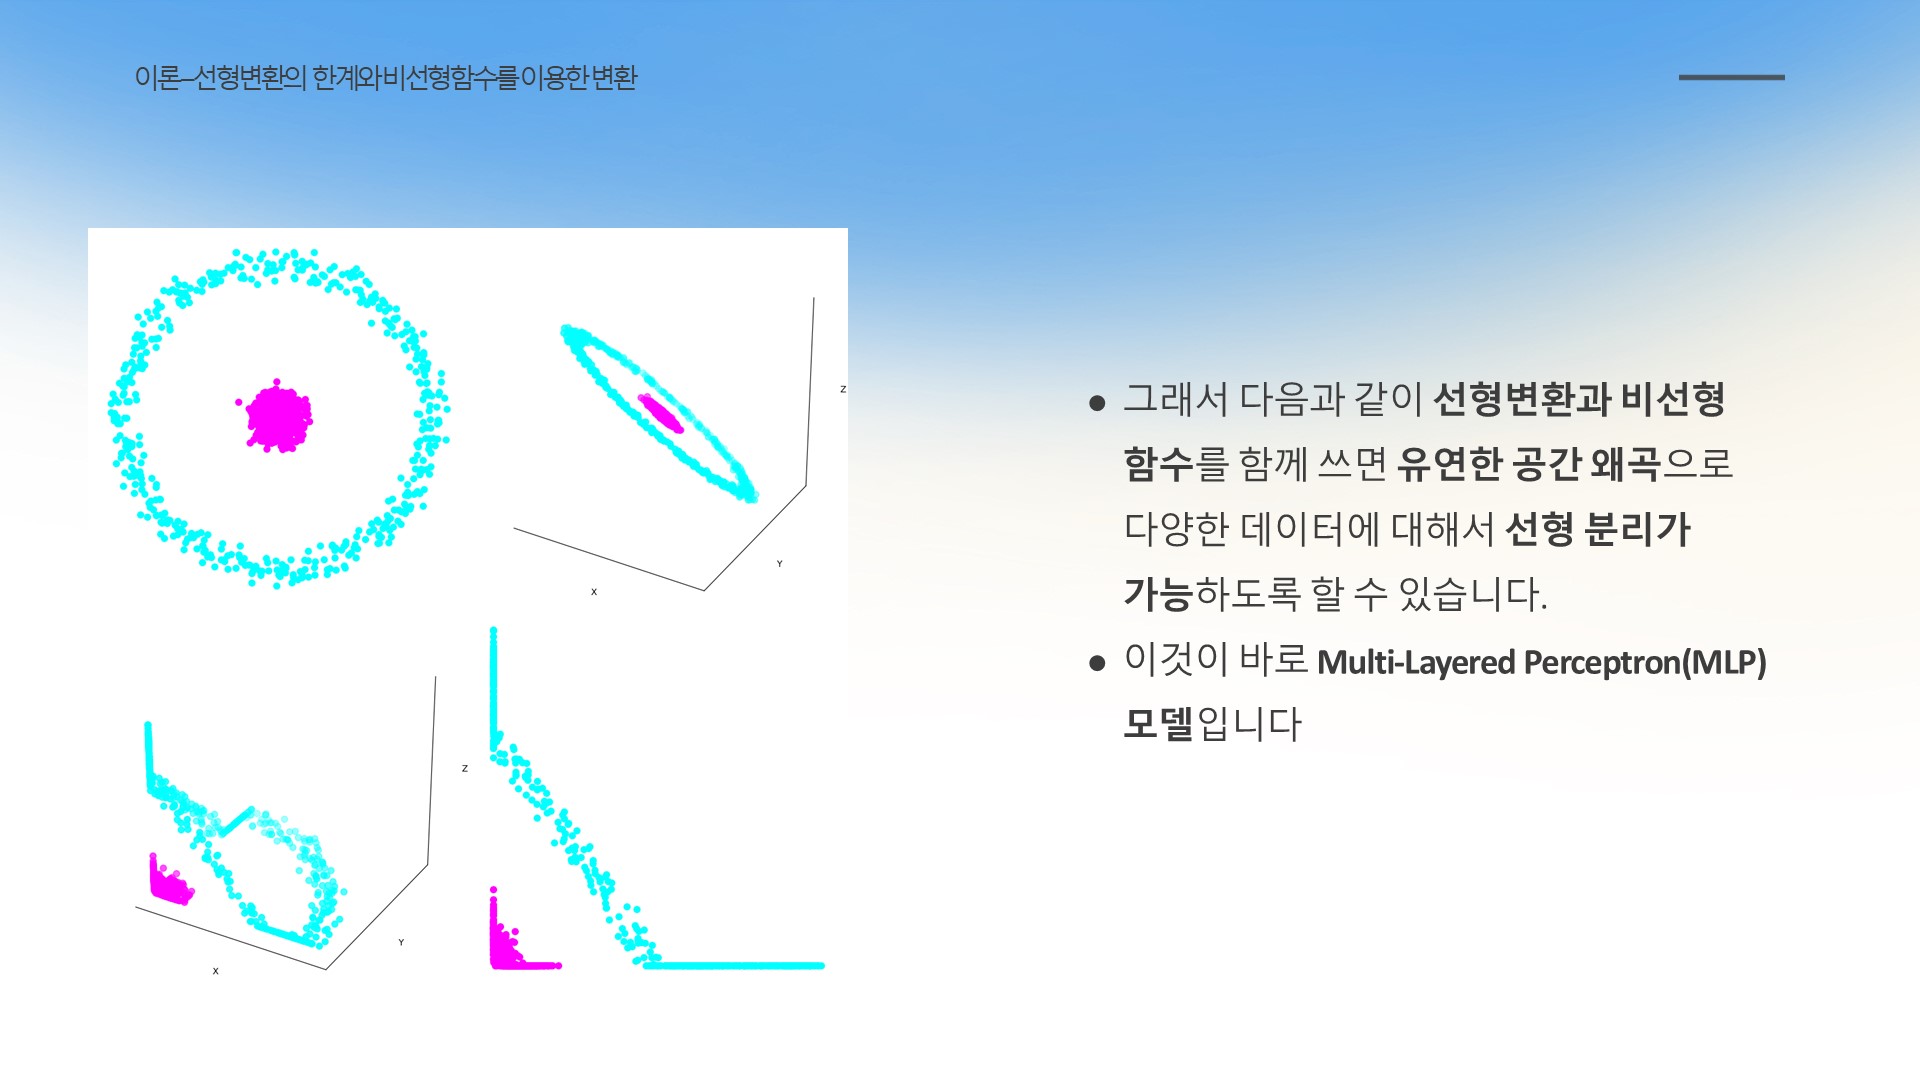 이론–선형변환의 한계와 비선형함수를 이용한 변환
Z
Y
X
● 그래서 다음과 같이 선형변환과 비선형
함수를 함께 쓰면 유연한 공간 왜곡으로
다양한 데이터에 대해서 선형 분리가
가능하도록 할 수 있습니다.
● 이것이 바로 Multi-Layered Perceptron(MLP)
모델입니다
Z
Y
X